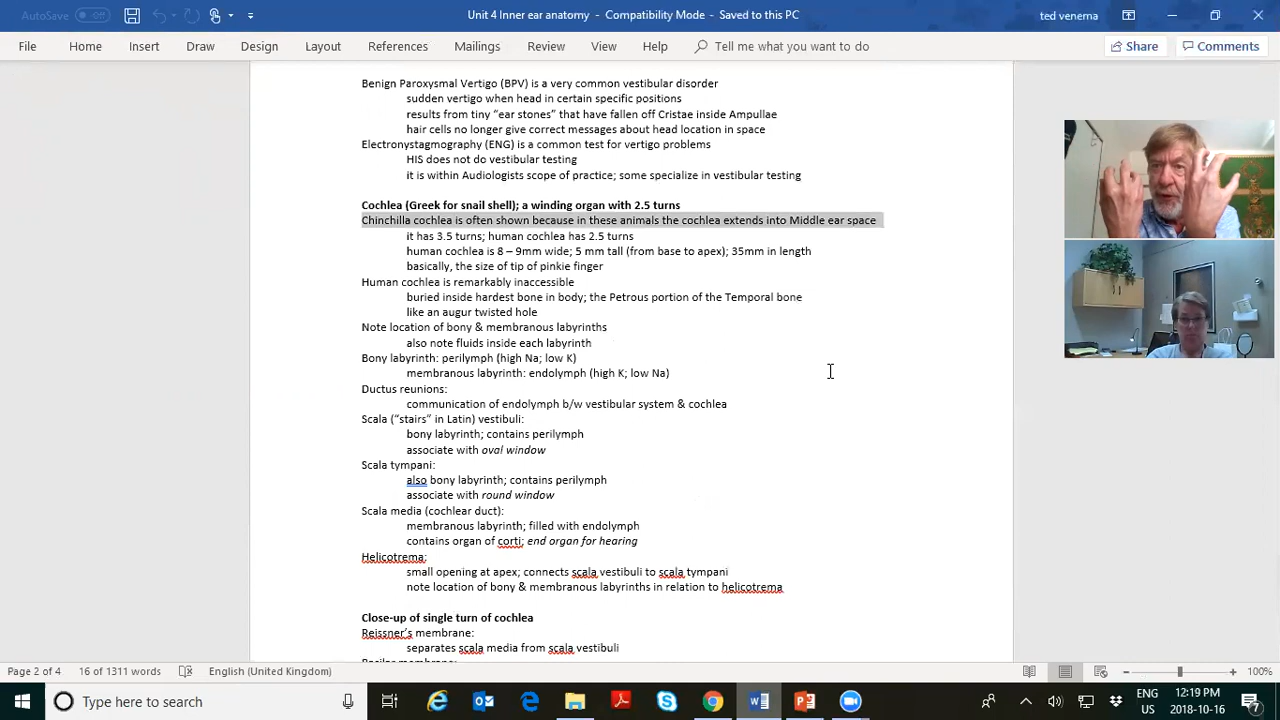 AutoSave Off Unit 4 Inner ear anatomy - Compatibility Mode - Saved to this PC ted venema
File Home Insert Draw Design Layout References Mailings Review View Help Tell me what you want to do Share Comments
Benign Paroxysmal Vertigo (BPV) is a very common vestibular disorder
sudden vertigo when head in certain specific positions
results from tiny “ear stones” that have fallen off Cristae inside Ampullae
hair cells no longer give correct messages about head location in space
Electronystagmography (ENG) is a common test for vertigo problems
HIS does not do vestibular testing
it is within Audiologists scope of practice; some specialize in vestibular testing
Cochlea (Greek for snail shell); a winding organ with 2.5 turns
Chinchilla cochlea is often shown because in these animals the cochlea extends into Middle ear space
it has 3.5 turns; human cochlea has 2.5 turns
human cochlea is 8 – 9mm wide; 5 mm tall (from base to apex); 35mm in length
basically, the size of tip of pinkie finger
Human cochlea is remarkably inaccessible
buried inside hardest bone in body; the Petrous portion of the Temporal bone
like an augur twisted hole
Note location of bony & membranous labyrinths
also note fluids inside each labyrinth
Bony labyrinth: perilymph (high Na; low K)
membranous labyrinth: endolymph (high K; low Na)
Ductus reunions:
communication of endolymph b/w vestibular system & cochlea
Scala (“stairs” in Latin) vestibuli:
bony labyrinth; contains perilymph
associate with oval window
Scala tympani:
also bony labyrinth; contains perilymph
associate with round window
Scala media (cochlear duct):
membranous labyrinth; filled with endolymph
contains organ of corti; end organ for hearing
Helicotrema:
small opening at apex; connects scala vestibuli to scala tympani
note location of bony & membranous labyrinths in relation to helicotrema
Close-up of single turn of cochlea
Reissner’s membrane:
separates scala media from scala vestibuli
Basilar membrane:
Page 2 of 4 16 of 1311 words English (United Kingdom) 100%
Type here to search ENG 12:19 PM
US 2018-10-16 7